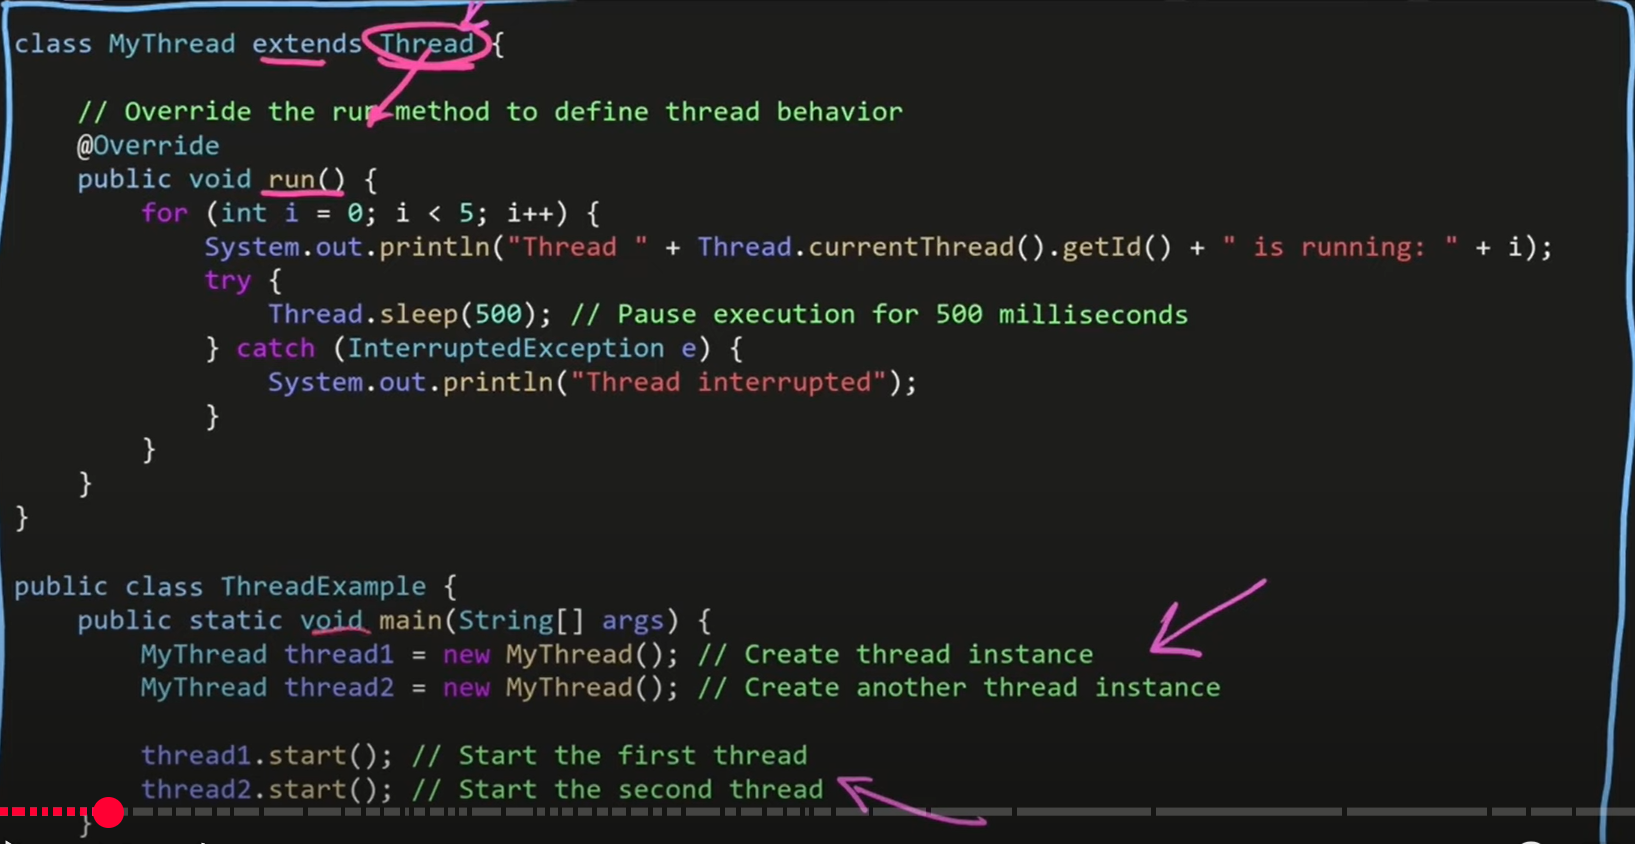 class MyThread extends Thread {
// Override the run method to define thread behavior
@Override
public void run() {
for (int i = 0; i < 5; i++) {
System.out.println("Thread " + Thread.currentThread().getId() + " is running: " + i);
try {
Thread.sleep(500); // Pause execution for 500 milliseconds
} catch (InterruptedException e) {
System.out.println("Thread interrupted");
}
}
}
}
public class ThreadExample {
public static void main(String[] args) {
MyThread thread1 = new MyThread(); // Create thread instance
MyThread thread2 = new MyThread(); // Create another thread instance
thread1.start(); // Start the first thread
thread2.start(); // Start the second thread
}